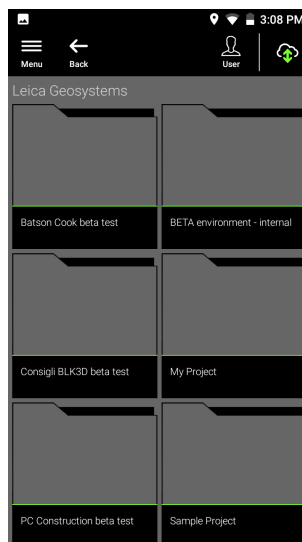 3:08 PM
Menu
Back
User
Leica Geosystems
Batson Cook beta test
BETA environment - internal
Consigli BLK3D beta test
My Project
PC Construction beta test
Sample Project